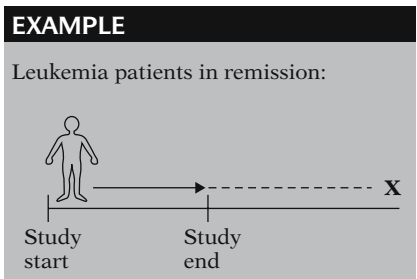 EXAMPLE
Leukemia patients in remission:
X
Study Study
start end